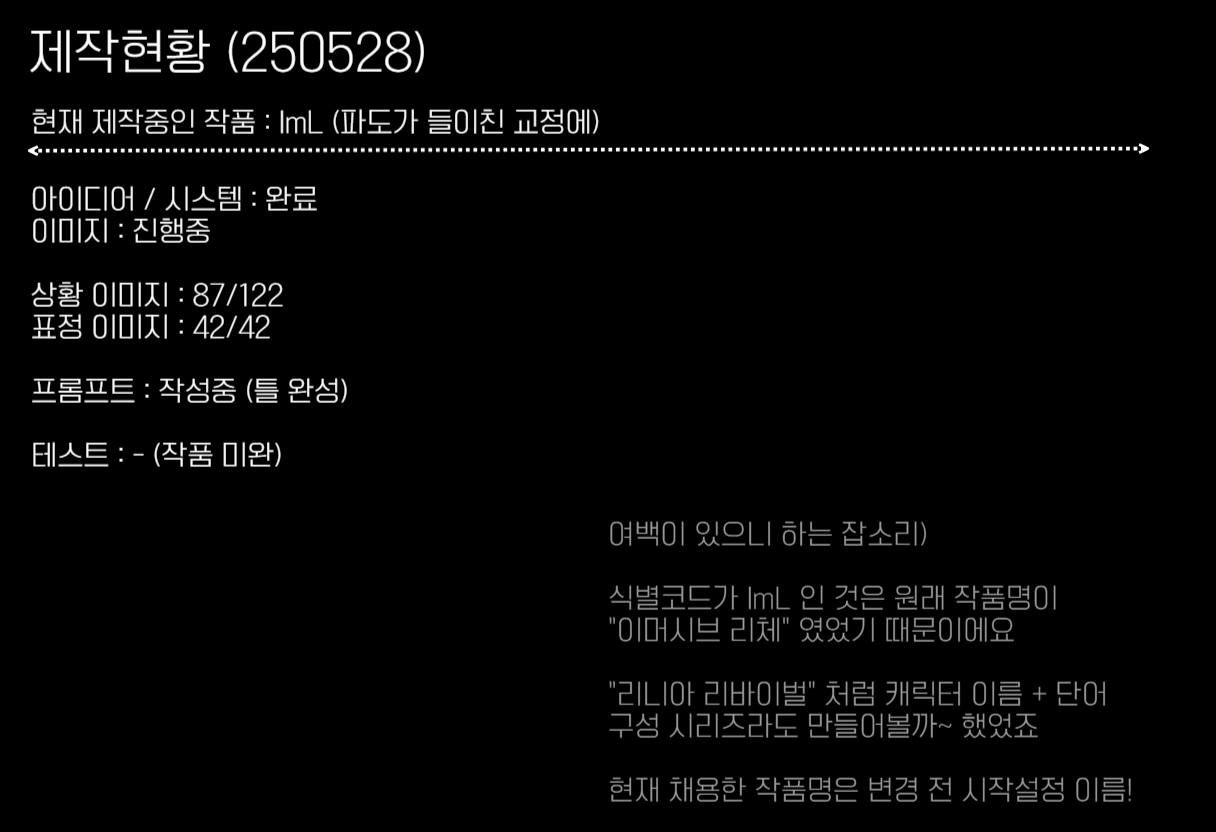 제작현황 (250528)
현재 제작중인 작품 : ImL (파도가 들이친 교정에)
아이디어 / 시스템 : 완료
이미지 : 진행중
상황 이미지 : 87/122
표정 이미지 : 42/42
프롬프트 : 작성중 (틀 완성)
테스트 : - (작품 미완)
여백이 있으니 하는 잡소리)
식별코드가 ImL 인 것은 원래 작품명이
"이머시브 리체" 였었기 때문이에요
"리니아 리바이벌" 처럼 캐릭터 이름 + 단어
구성 시리즈라도 만들어볼까~ 했었죠
현재 채용한 작품명은 변경 전 시작설정 이름!